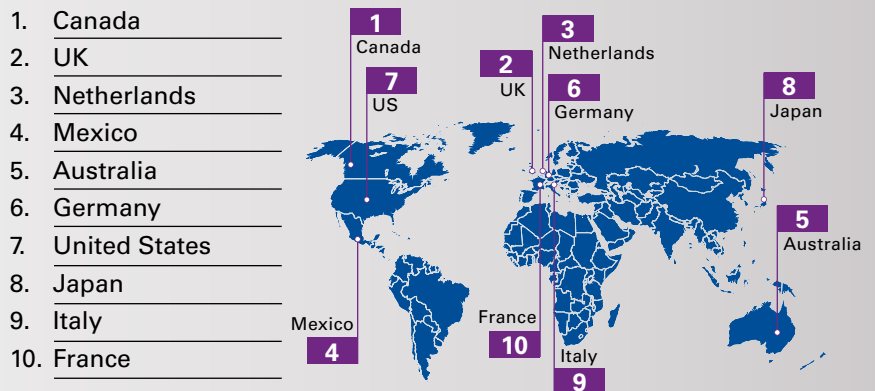 1. Canada
2. UK
3. Netherlands
4. Mexico
5. Australia
6. Germany
7. United States
8. Japan
9. Italy
10. France
1
Canada
3
Netherlands
2
UK
7
US
6
Germany
8
Japan
5
Australia
Mexico
4
France
10
Italy
9